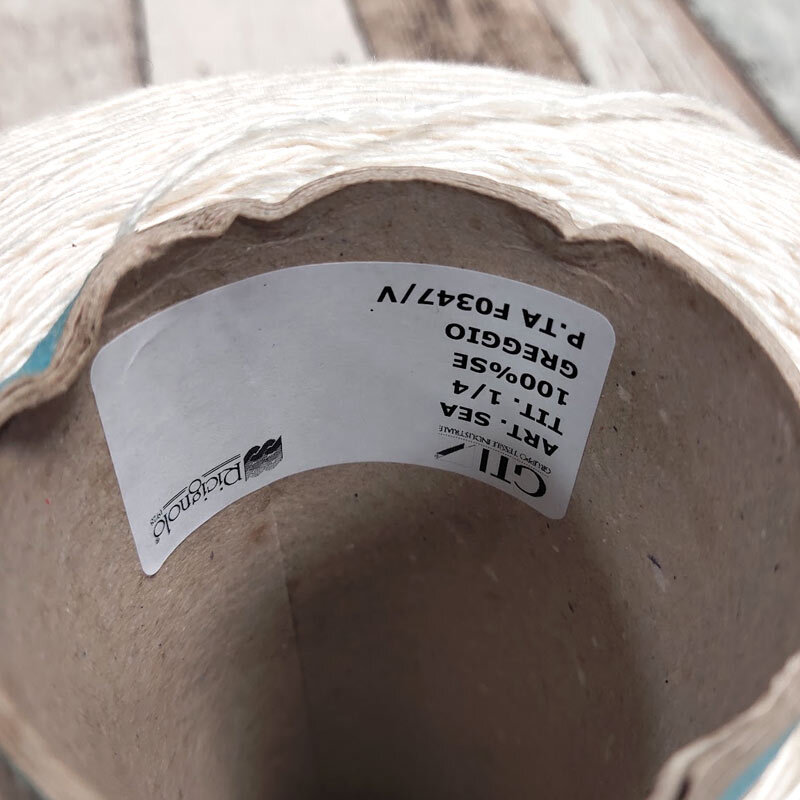 GTI
GRUPPO TESSILE INDUSTRIALE
Ricignolo
ART. SEA
TIT. 1/4
100%SE
GREGGIO
P.TA F0347/V